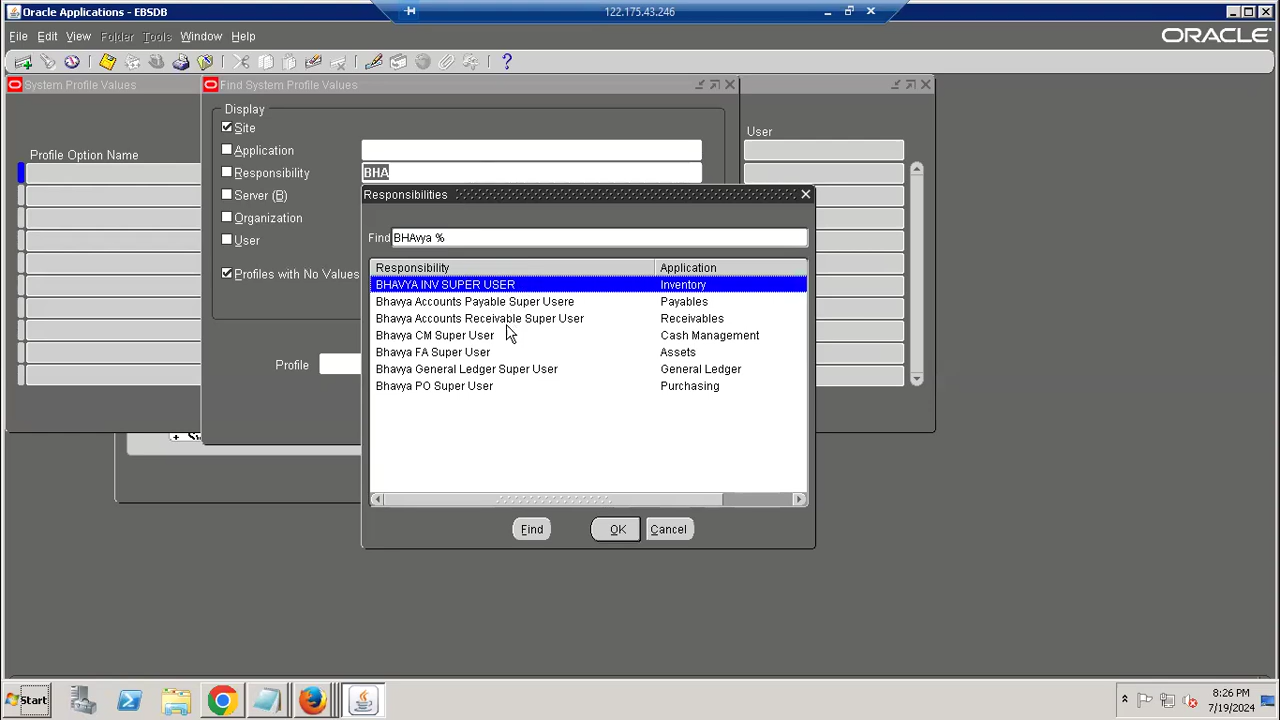 Oracle Applications - EBSDB
122.175.43.246
File Edit View Folder Tools Window Help
ORACLE
System Profile Values
Find System Profile Values
Display
Site
User
Application
Profile Option Name
Responsibility BHA
Responsibilities
Server (B)
Organization
Find BHAvya %
User
Responsibility Application
Profiles with No Values
BHAVYA INV SUPER USER Inventory
Bhavya Accounts Payable Super Usere Payables
Bhavya Accounts Receivable Super User Receivables
Bhavya CM Super User Cash Management
Bhavya FA Super User Assets
Profile
Bhavya General Ledger Super User General Ledger
Bhavya PO Super User Purchasing
Find OK Cancel
Start
8:26 PM
7/19/2024